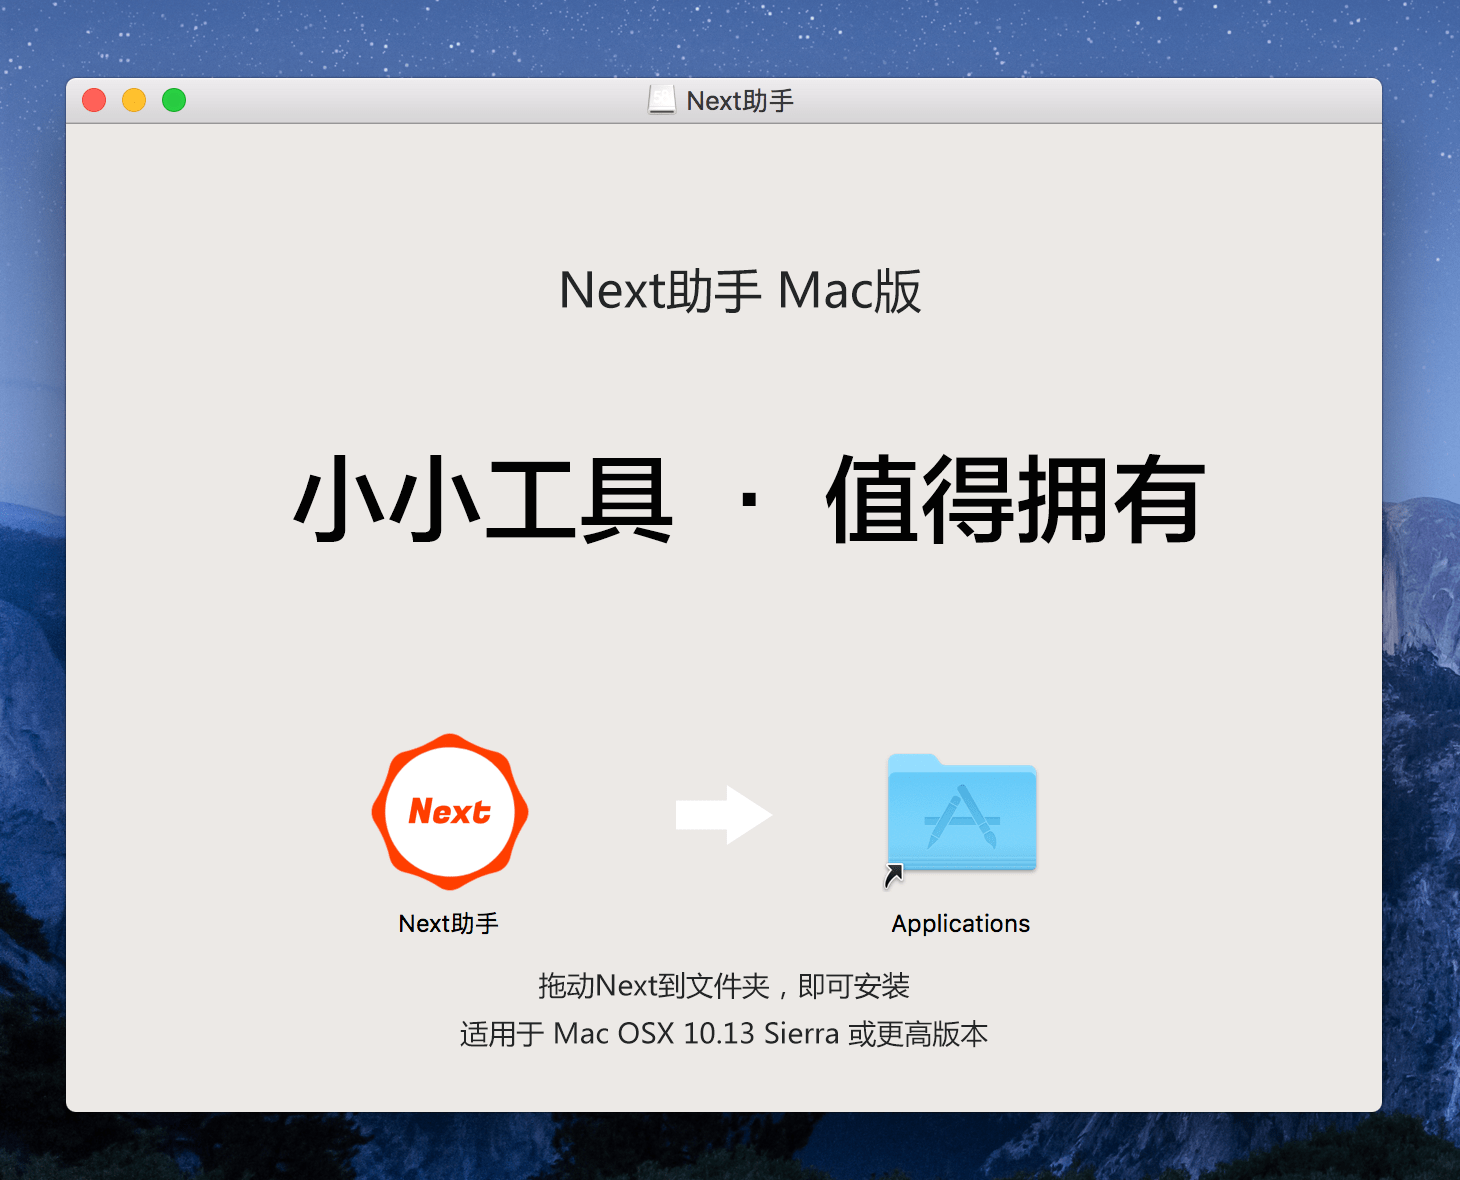 Next助手
Next助手 Mac版
小小工具 · 值得拥有
Next
Next助手
Applications
拖动Next到文件夹，即可安装
适用于 Mac OSX 10.13 Sierra 或更高版本